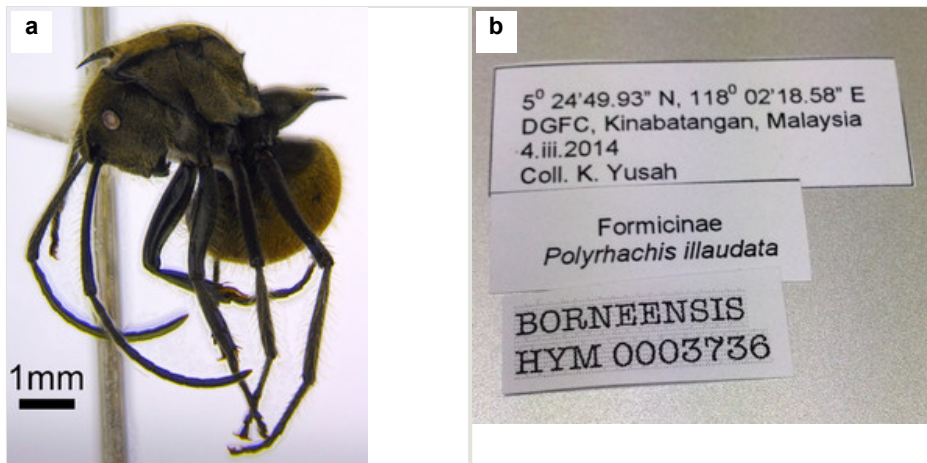 a
1mm
b
5⁰ 24'49.93" N, 118⁰ 02'18.58" E
DGFC, Kinabatangan, Malaysia
4.iii.2014
Coll. K. Yusah
Formicinae
Polyrhachis illaudata
BORNEENSIS
HYM 0003736